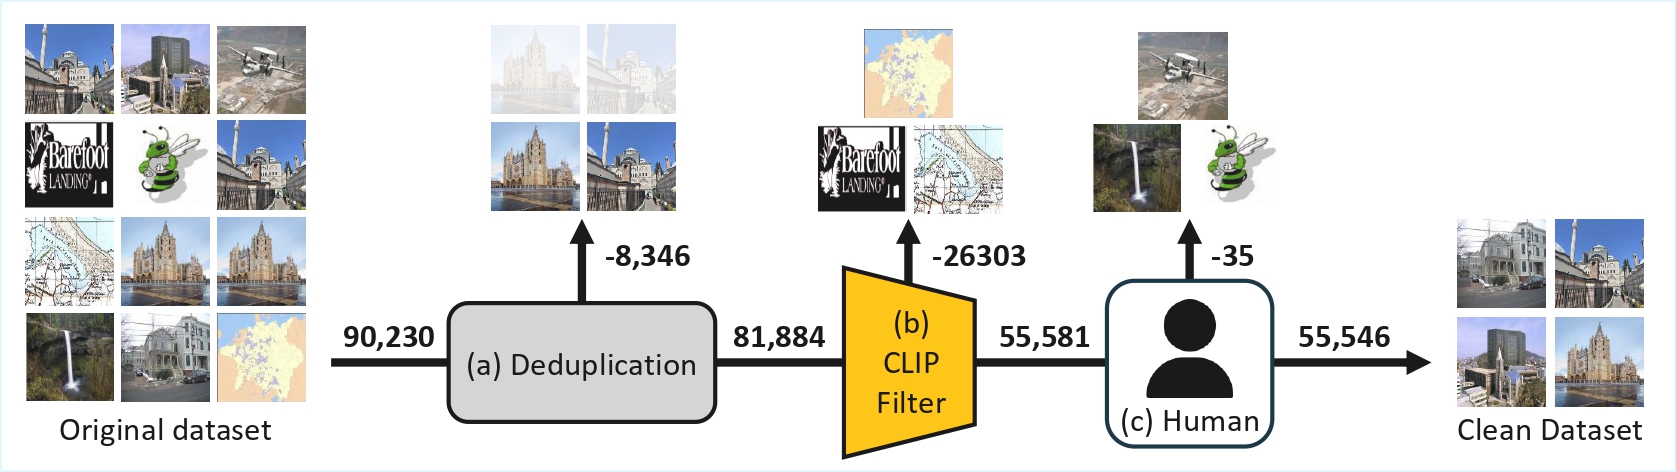 Barefoot
LANDING®
Original dataset
90,230
(a) Deduplication
-8,346
81,884
(b)
CLIP
Filter
Barefoot
LANDING®
-26303
55,581
(c) Human
-35
55,546
Clean Dataset